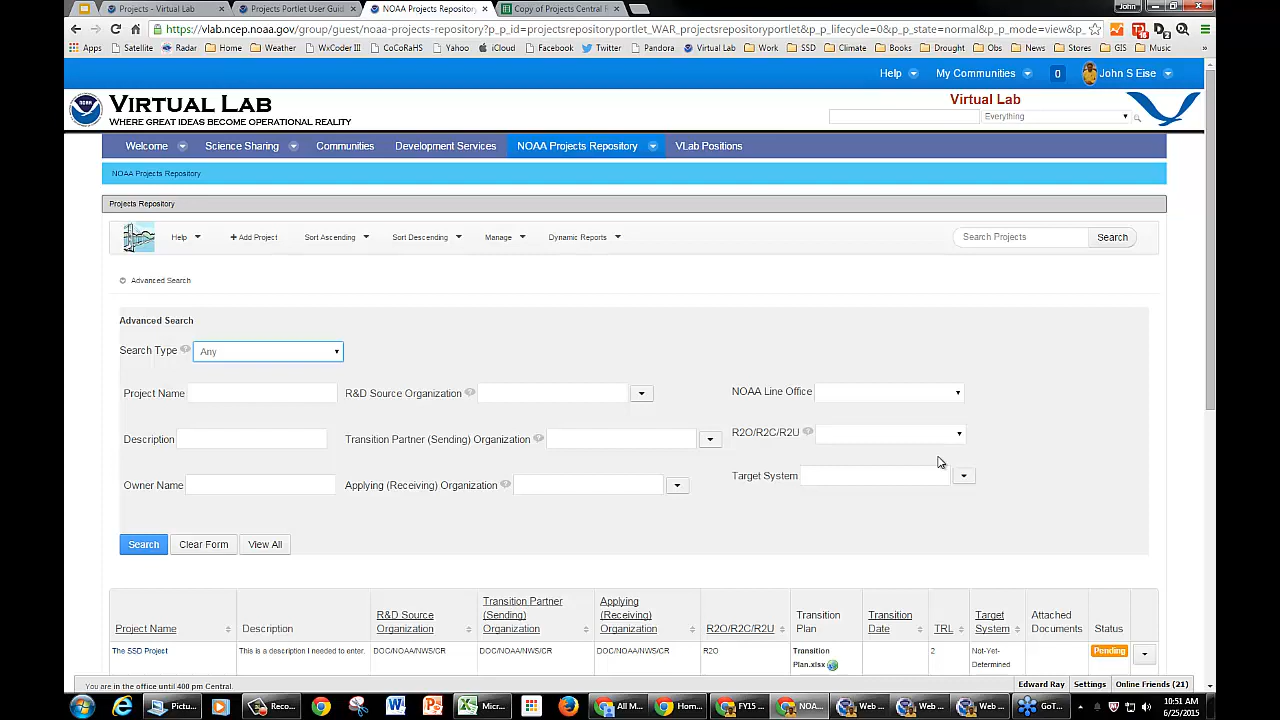 Projects - Virtual Lab
Projects Portlet User Guid
NOAA Projects Repository
Copy of Projects Central F
John
https://vlab.ncep.noaa.gov/group/guest/noaa-projects-repository?p_p_id=projectsrepositoryportlet_WAR_projectsrepositoryportlet&p_p_lifecycle=0&p_p_state=normal&p_p_mode=view&p_
Apps Satellite Radar Home Weather WxCoder III CoCoRaHS Yahoo iCloud Facebook Twitter Pandora Virtual Lab Work SSD Climate Books Drought Obs News Stores GIS Music »
Help My Communities 0 John S Eise
VIRTUAL LAB
WHERE GREAT IDEAS BECOME OPERATIONAL REALITY
Virtual Lab
Everything
Welcome Science Sharing Communities Development Services NOAA Projects Repository VLab Positions
NOAA Projects Repository
Projects Repository
Help + Add Project Sort Ascending Sort Descending Manage Dynamic Reports Search Projects Search
Advanced Search
Advanced Search
Search Type Any
Project Name R&D Source Organization NOAA Line Office
Description Transition Partner (Sending) Organization R2O/R2C/R2U
Owner Name Applying (Receiving) Organization Target System
Search Clear Form View All
Project Name Description R&D Source Organization Transition Partner (Sending) Organization Applying (Receiving) Organization R2O/R2C/R2U Transition Plan Transition Date TRL Target System Attached Documents Status
The SSD Project This is a description I needed to enter. DOC/NOAA/NWS/CR DOC/NOAA/NWS/CR DOC/NOAA/NWS/CR R2O Transition Plan.xlsx 2 Not-Yet-Determined Pending
You are in the office until 400 pm Central. Edward Ray Settings Online Friends (21)
Pictu... Reco... Micr... All M... Hom... FY15 ... NOA... Web ... Web ... Web ... GoT...
10:51 AM
6/25/2015